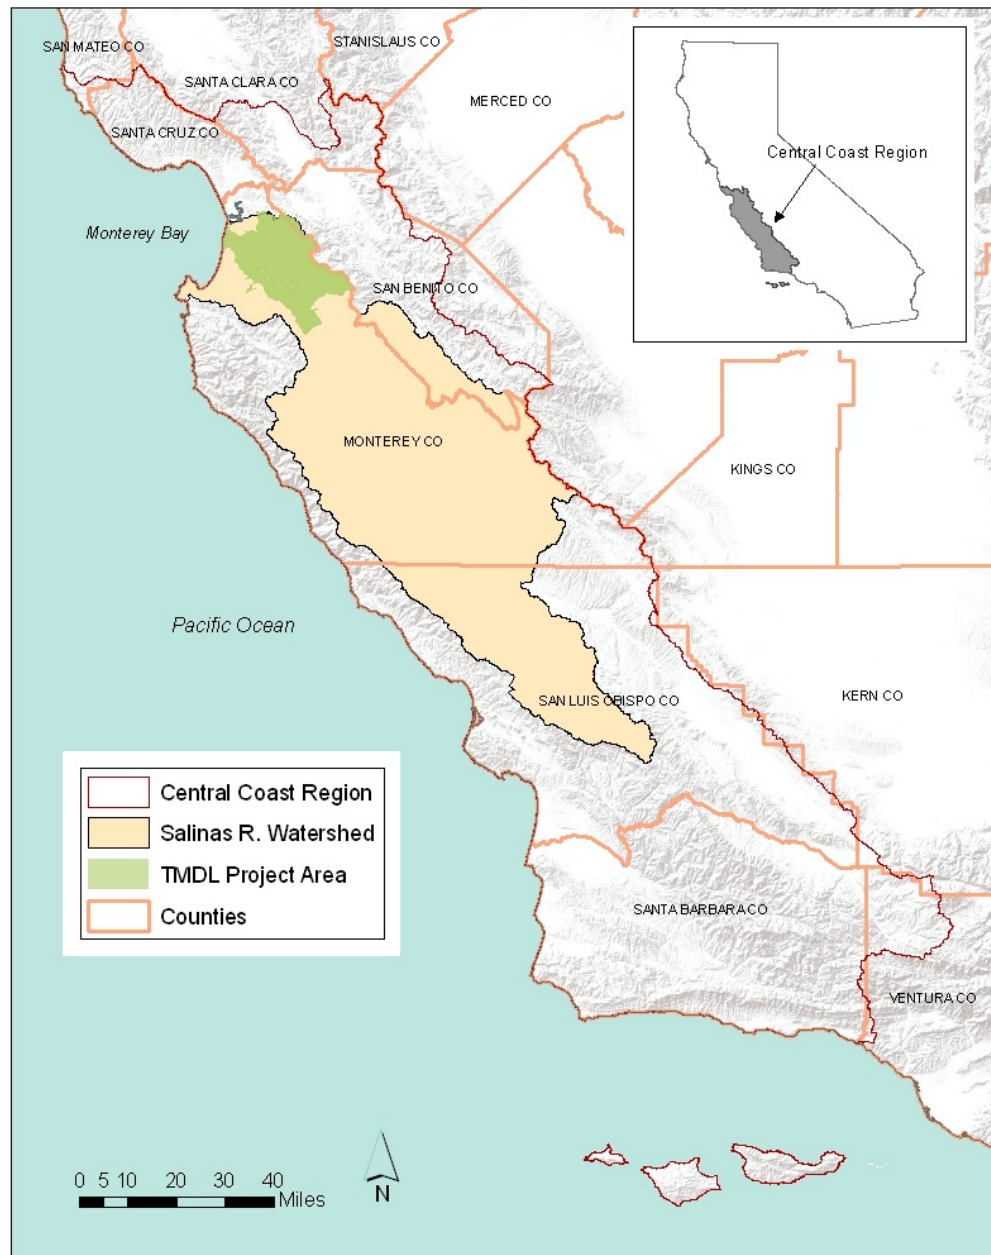 STANISLAUS CO
SAN MATEO CO
SANTA CLARA CO
MERCED CO
SANTA CRUZ CO
Central Coast Region
Monterey Bay
SAN BENITO CO
MONTEREY CO
KINGS CO
Pacific Ocean
SAN LUIS OBISPO CO
KERN CO
Central Coast Region
Salinas R. Watershed
TMDL Project Area
Counties
SANTA BARBARA CO
VENTURA CO
N
0 5 10 20 30 40
Miles